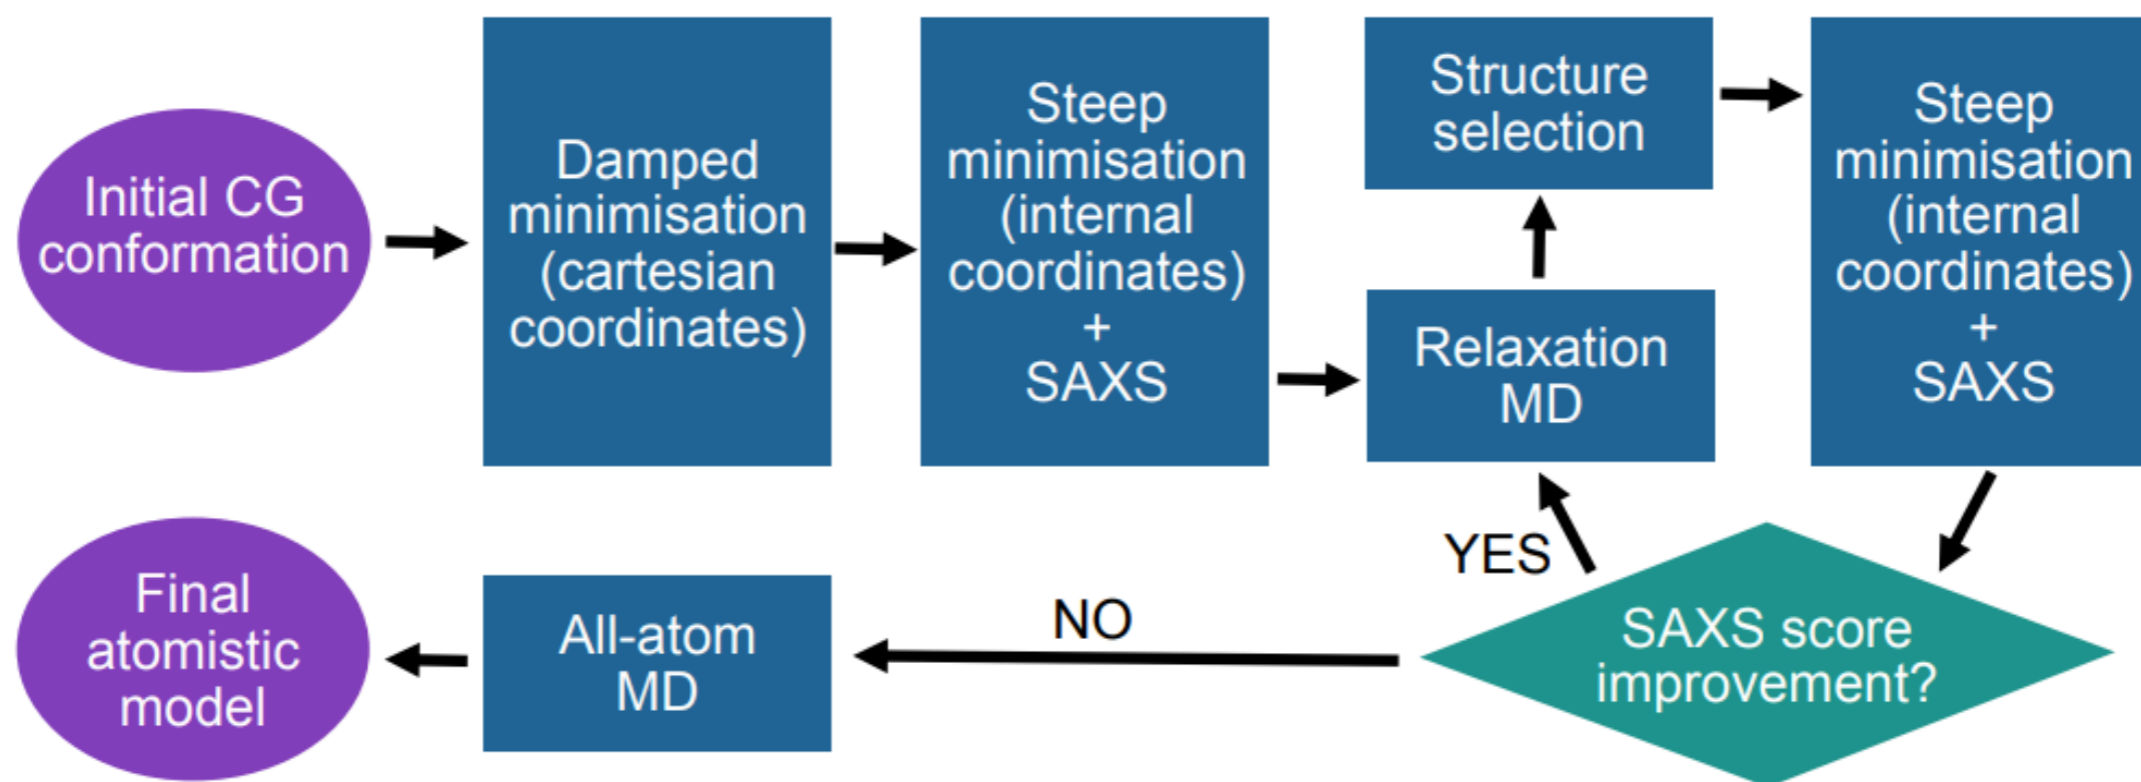 Initial CG
conformation
Damped
minimisation
(cartesian
coordinates)
Steep
minimisation
(internal
coordinates)
+
SAXS
Relaxation
MD
Structure
selection
Steep
minimisation
(internal
coordinates)
+
SAXS
SAXS score
improvement?
YES
NO
All-atom
MD
Final
atomistic
model